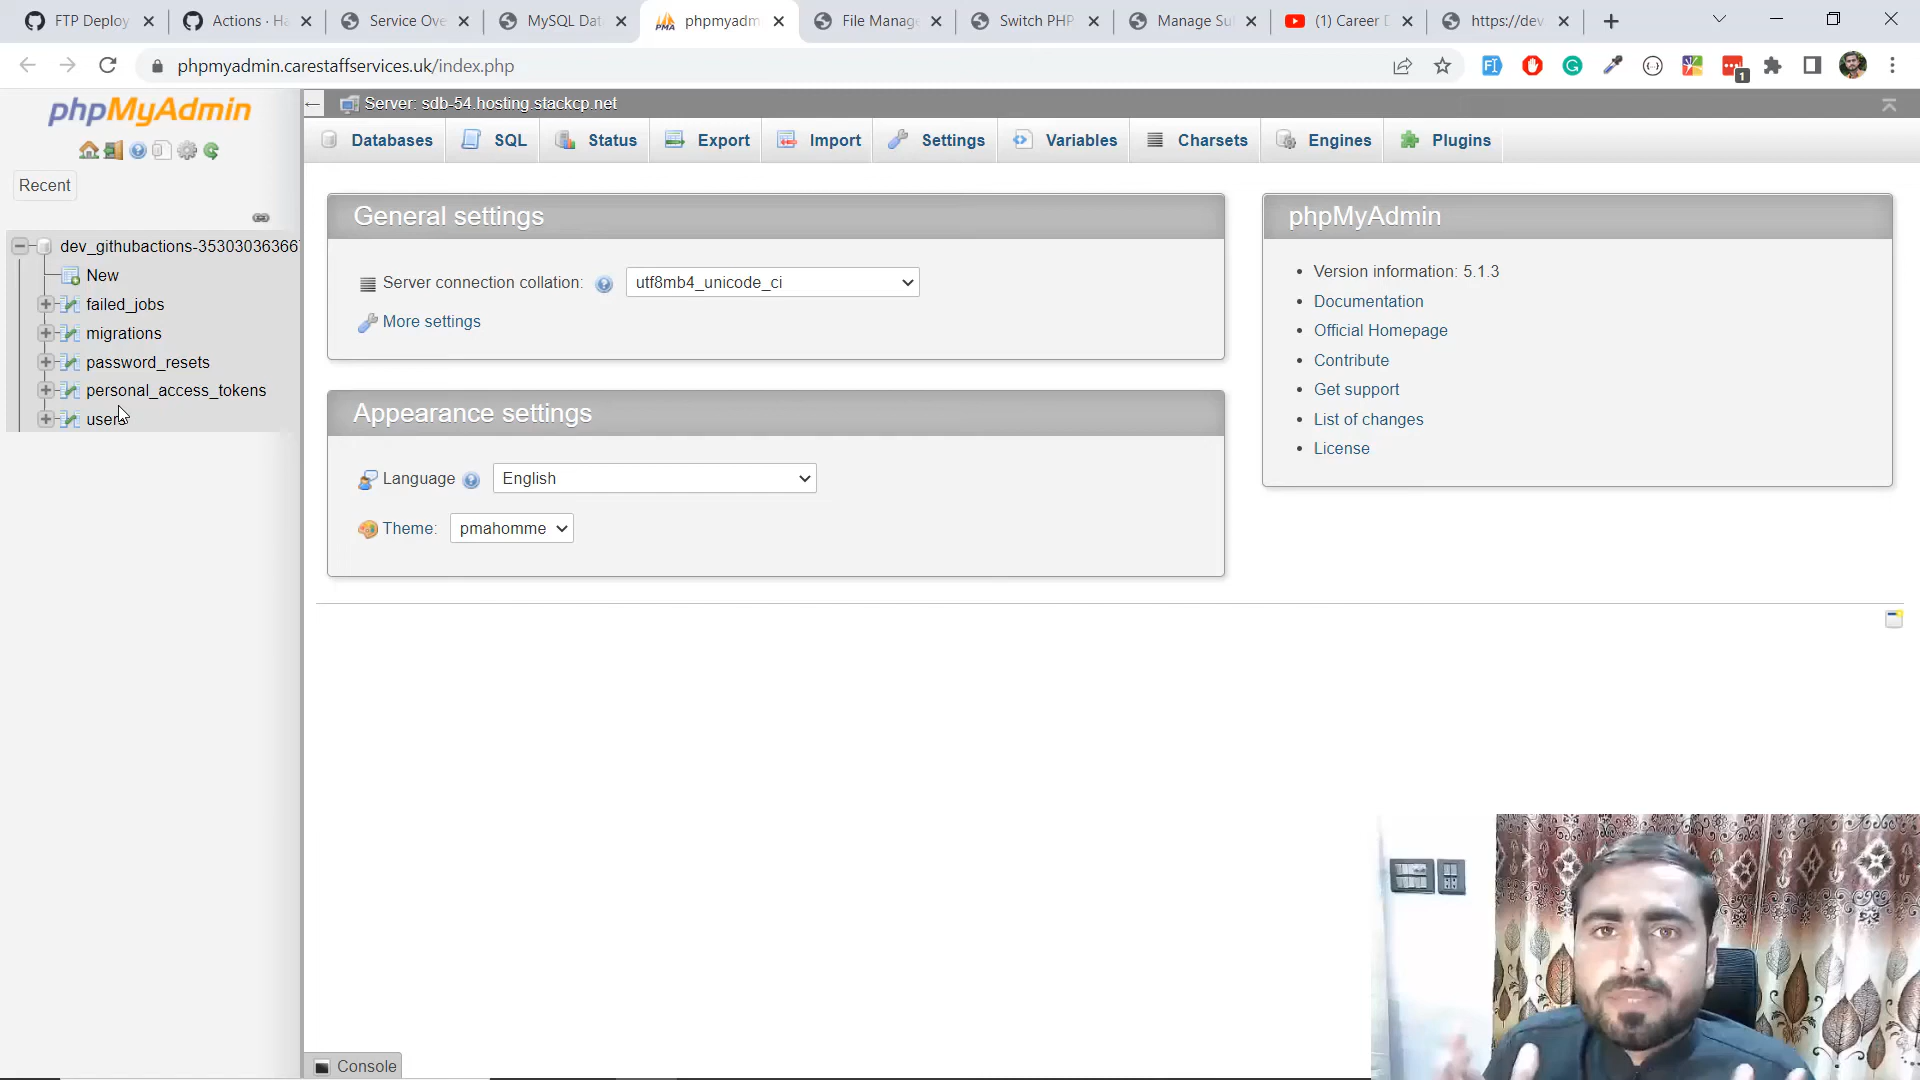 FTP Deploy
Actions · Ha
Service Ove
MySQL Dat
phpmyadm
File Manage
Switch PHP
Manage Su
(1) Career D
https://dev
phpmyadmin.carestaffservices.uk/index.php
1
phpMyAdmin
Recent
dev_githubactions-35303036366
New
failed_jobs
migrations
password_resets
personal_access_tokens
users
Server: sdb-54.hosting.stackcp.net
Databases
SQL
Status
Export
Import
Settings
Variables
Charsets
Engines
Plugins
General settings
Server connection collation:
utf8mb4_unicode_ci
More settings
Appearance settings
Language
English
Theme:
pmahomme
phpMyAdmin
Version information: 5.1.3
Documentation
Official Homepage
Contribute
Get support
List of changes
License
Console